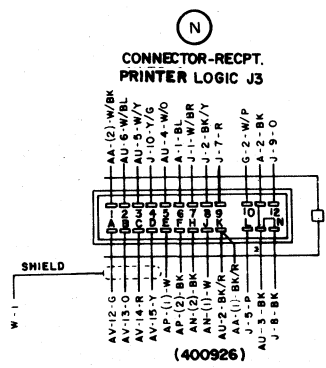 N
CONNECTOR-RECPT.
PRINTER LOGIC J3
AA-(2)-W/BK
AU-6-W/BL
AU-5-W/Y
J-10-Y/G
AU-4-W/O
A-1-BL
J-1-W/BR
J-2-BK/Y
J-7-R
G-2-W/P
A-2-BK
J-9-O
1 2 3 4 5 6 7 8 9 10 12
A B C D E F H J K L M N
SHIELD
W-1
AV-12-G
AV-13-O
AV-14-R
AV-15-Y
AP-(1)-W
AP-(2)-BK
AN-(2)-BK
AN-(1)-W
AU-2-BK/R
AA-(1)-BK/R
J-5-P
AU-3-BK
J-8-BK
(400926)